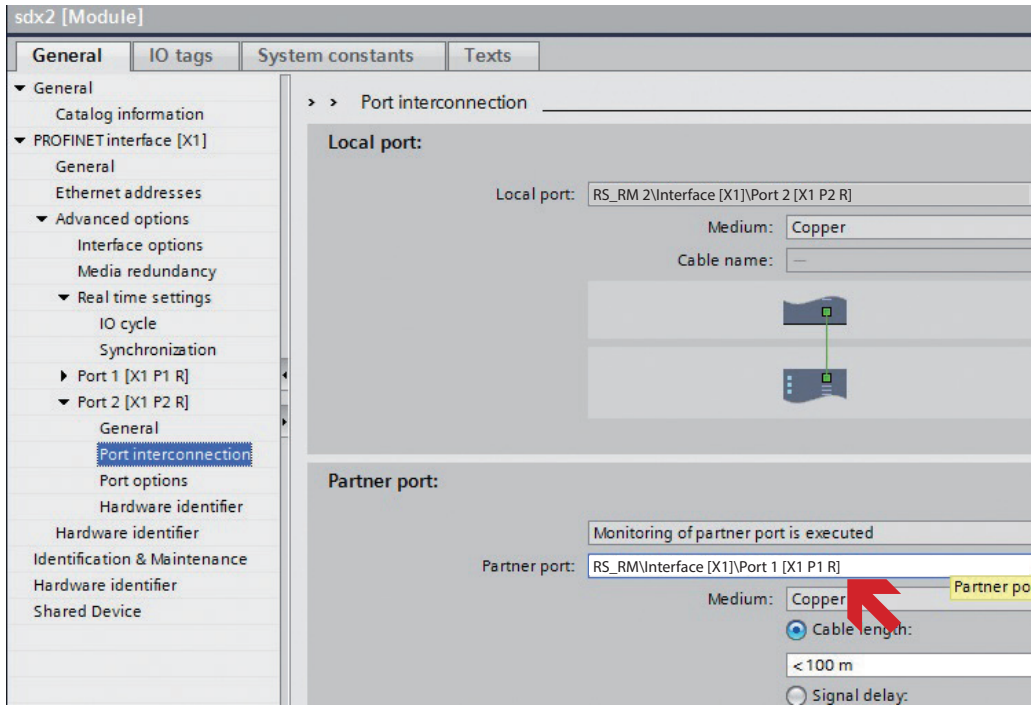 sdx2 [Module]
General IO tags System constants Texts
General
Catalog information
PROFINET interface [X1]
General
Ethernet addresses
Advanced options
Interface options
Media redundancy
Real time settings
IO cycle
Synchronization
Port 1 [X1 P1 R]
Port 2 [X1 P2 R]
General
Port interconnection
Port options
Hardware identifier
Hardware identifier
Identification & Maintenance
Hardware identifier
Shared Device
> > Port interconnection
Local port:
Local port: RS_RM 2\Interface [X1]\Port 2 [X1 P2 R]
Medium: Copper
Cable name: —
Partner port:
Monitoring of partner port is executed
Partner port: RS_RM\Interface [X1]\Port 1 [X1 P1 R]
Partner po
Medium: Copper
Cable length:
<100 m
Signal delay: